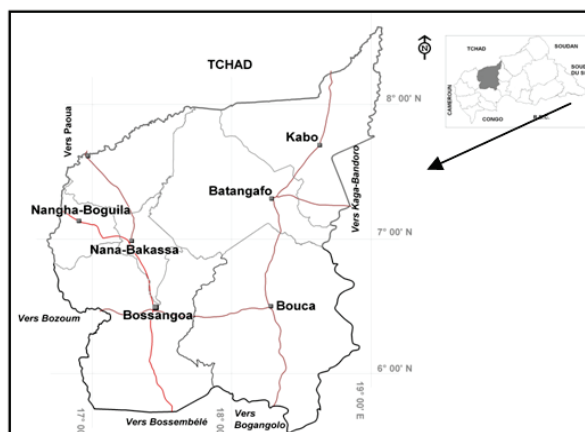 TCHAD
N
TCHAD
SOUDAN
CAMEROUN
CONGO
8° 00' N
Vers Paoua
Kabo
Batangafo
Vers Kaga-Bandoro
Nangha-Boguila
7° 00' N
Nana-Bakassa
Bossangoa
Bouca
Vers Bozoum
6° 00' N
17° 00'
18° 00'
19° 00' E
Vers Bossembélé
Vers Bogangolo